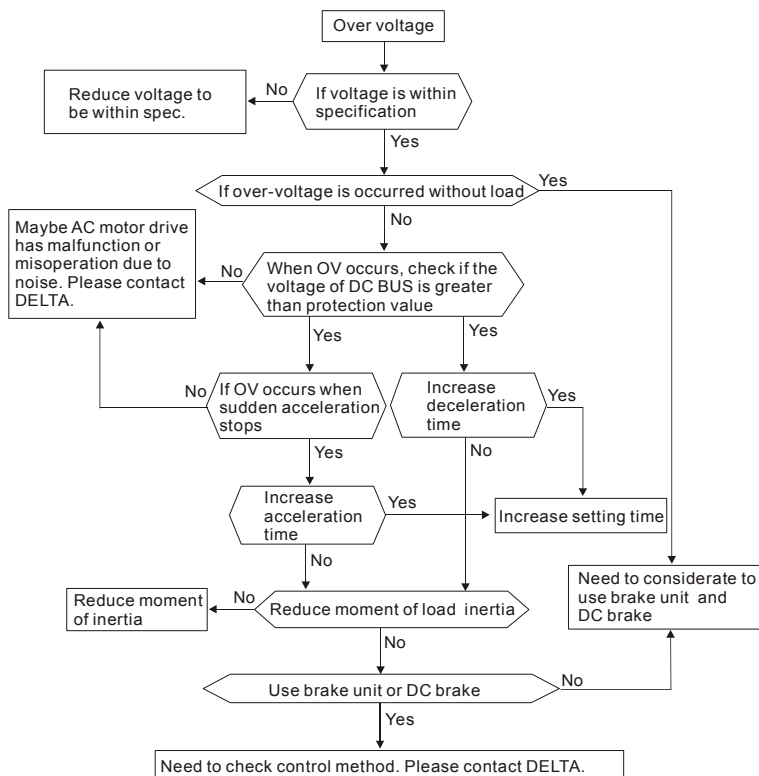 Over voltage
Reduce voltage to
be within spec.
No
If voltage is within
specification
Yes
If over-voltage is occurred without load
Yes
No
Maybe AC motor drive
has malfunction or
misoperation due to
noise. Please contact
DELTA.
No
When OV occurs, check if the
voltage of DC BUS is greater
than protection value
Yes
Yes
No
If OV occurs when
sudden acceleration
stops
Increase
deceleration
time
Yes
Yes
No
Increase
acceleration
time
Yes
Increase setting time
No
Need to considerate to
use brake unit and
DC brake
Reduce moment
of inertia
No
Reduce moment of load inertia
No
Use brake unit or DC brake
No
Yes
Need to check control method. Please contact DELTA.